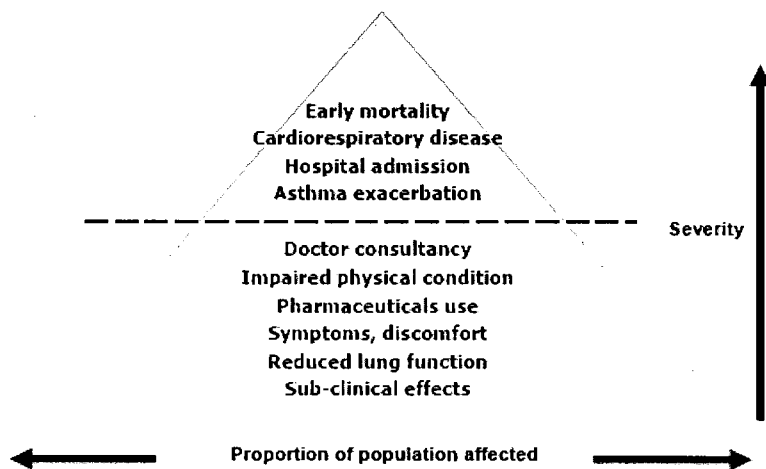 Early mortality
Cardiorespiratory disease
Hospital admission
Asthma exacerbation
Severity
Doctor consultancy
Impaired physical condition
Pharmaceuticals use
Symptoms, discomfort
Reduced lung function
Sub-clinical effects
Proportion of population affected